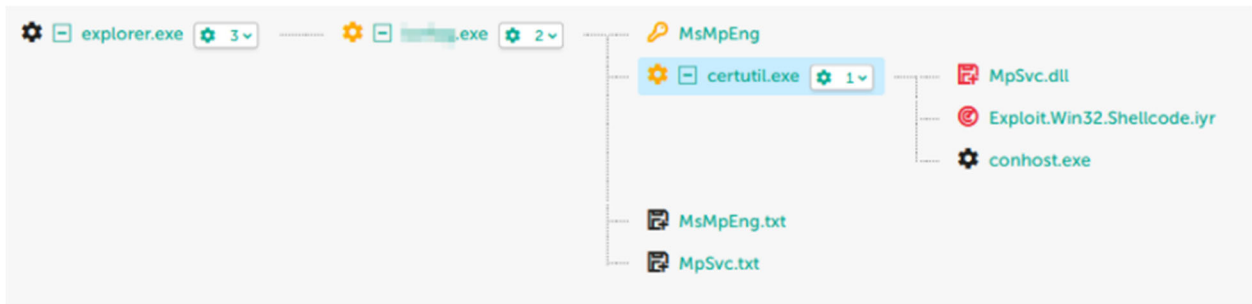 explorer.exe 3 .exe 2 MsMpEng
certutil.exe 1 MpSvc.dll
Exploit.Win32.Shellcode.iyr
conhost.exe
MsMpEng.txt
MpSvc.txt